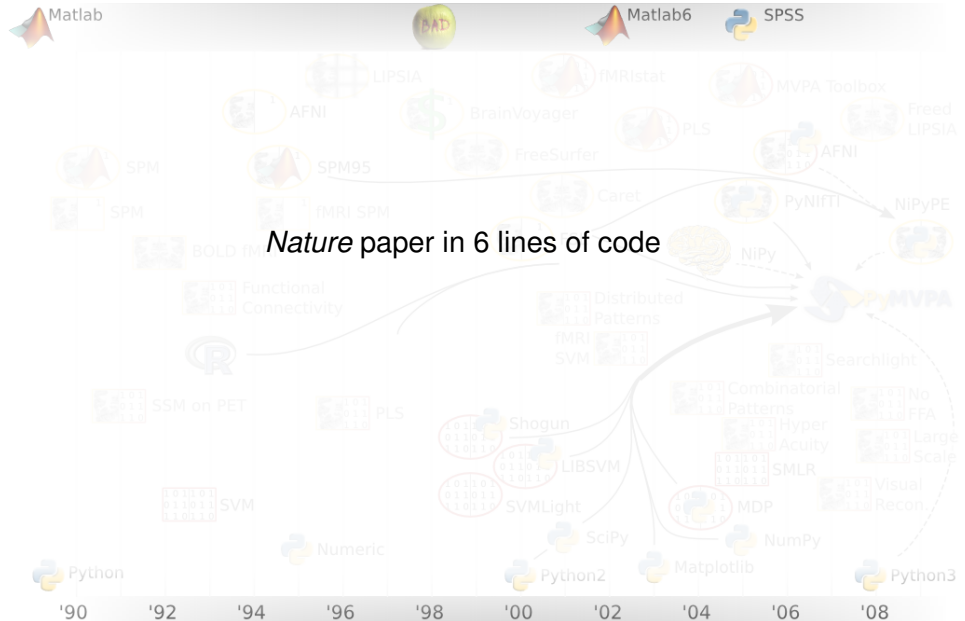 Matlab
BAD
Matlab6
SPSS
LIPSIA
fMRIstat
MVPA Toolbox
AFNI
BrainVoyager
PLS
Freed
LIPSIA
SPM
SPM95
FreeSurfer
AFNI
SPM
fMRI SPM
Caret
PyNIfTI
NiPyPE
BOLD fMRI
Nature paper in 6 lines of code
NiPy
Functional
Connectivity
Distributed
Patterns
PyMVPA
R
fMRI
SVM
Searchlight
SSM on PET
PLS
Shogun
Combinatorial
Patterns
No
FFA
Hyper
Acuity
Large
Scale
LIBSVM
SMLR
SVM
SVMLight
MDP
Visual
Recon.
Numeric
SciPy
NumPy
Python
Python2
Matplotlib
Python3
'90
'92
'94
'96
'98
'00
'02
'04
'06
'08